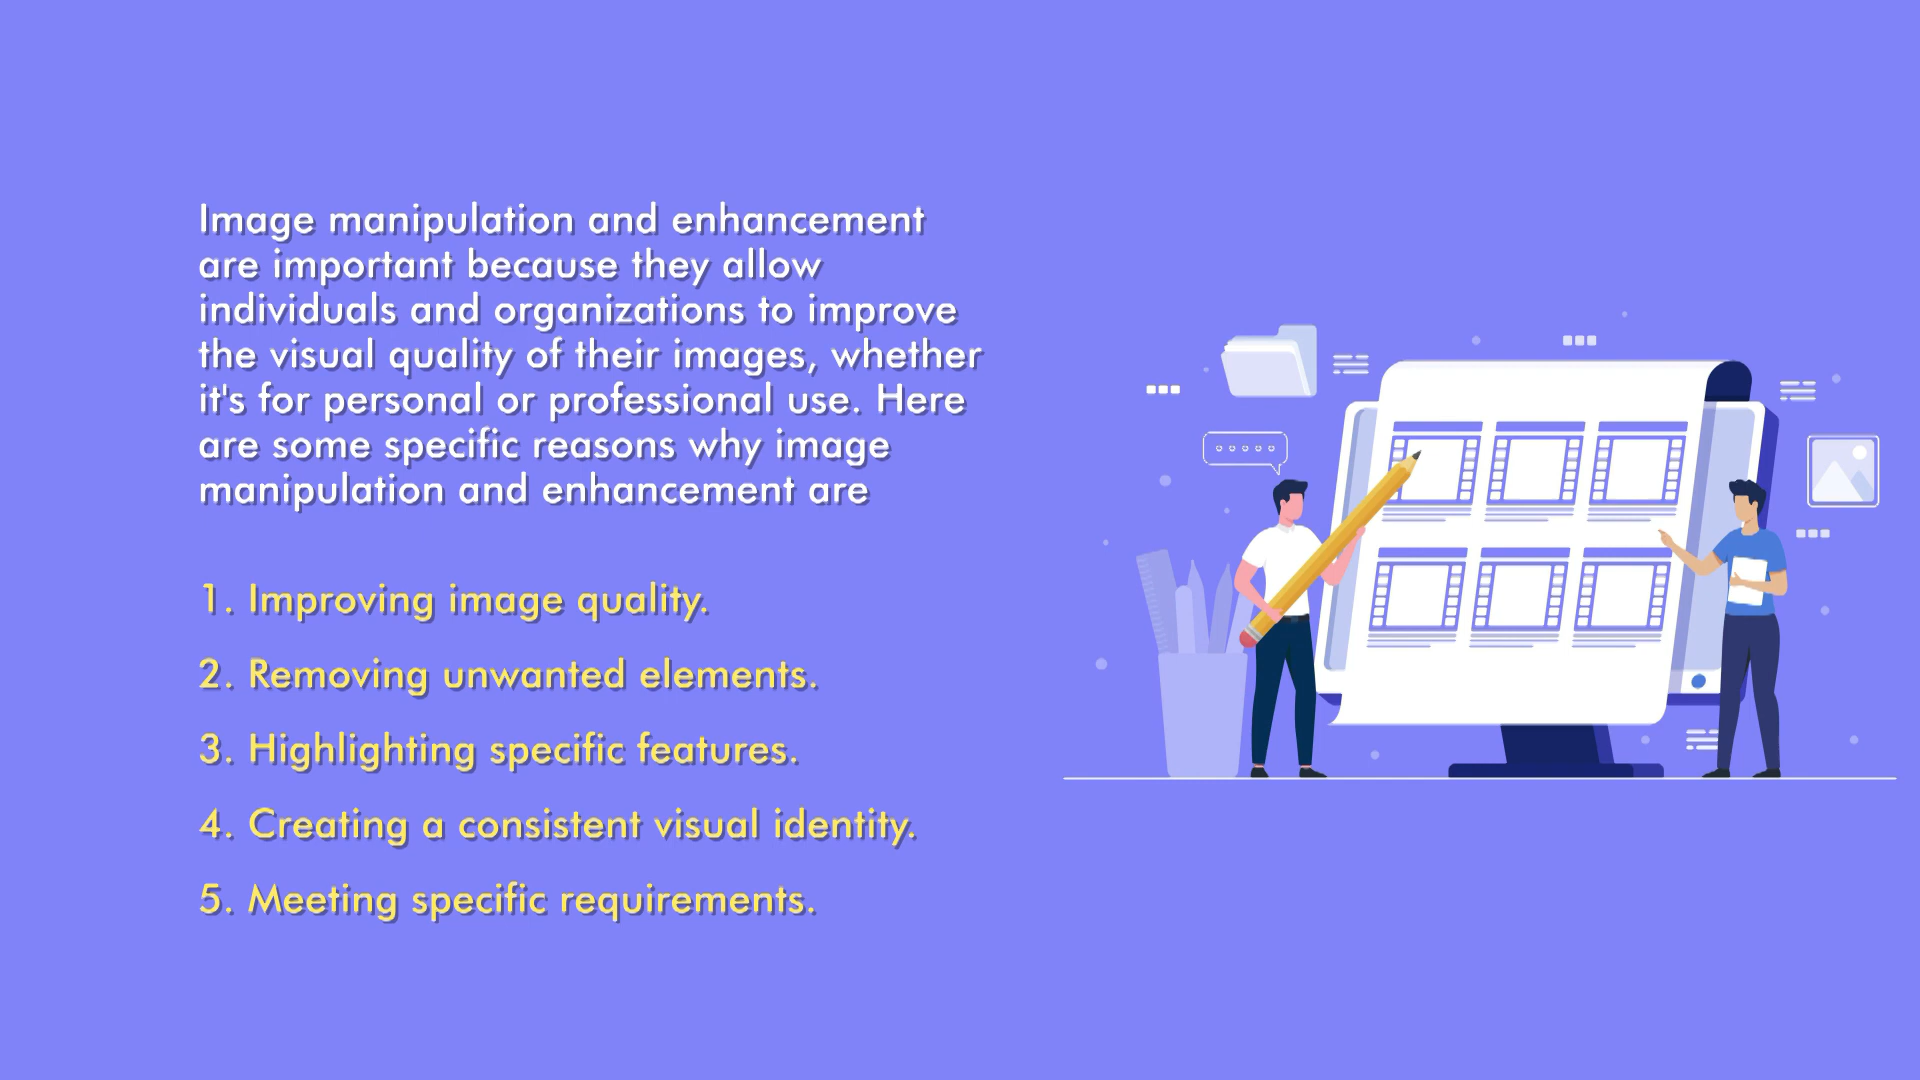 Image manipulation and enhancement
are important because they allow
individuals and organizations to improve
the visual quality of their images, whether
it's for personal or professional use. Here
are some specific reasons why image
manipulation and enhancement are
1. Improving image quality.
2. Removing unwanted elements.
3. Highlighting specific features.
4. Creating a consistent visual identity.
5. Meeting specific requirements.